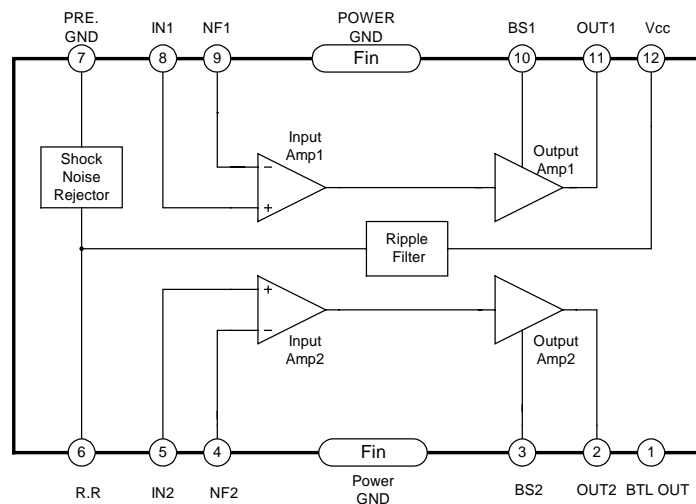 PRE.
GND
IN1
NF1
POWER
GND
BS1
OUT1
Vcc
7
8
9
Fin
10
11
12
Input
Amp1
Output
Amp1
Shock
Noise
Rejector
−
+
Ripple
Filter
+
−
Input
Amp2
Output
Amp2
6
5
4
Fin
3
2
1
R.R
IN2
NF2
Power
GND
BS2
OUT2
BTL OUT